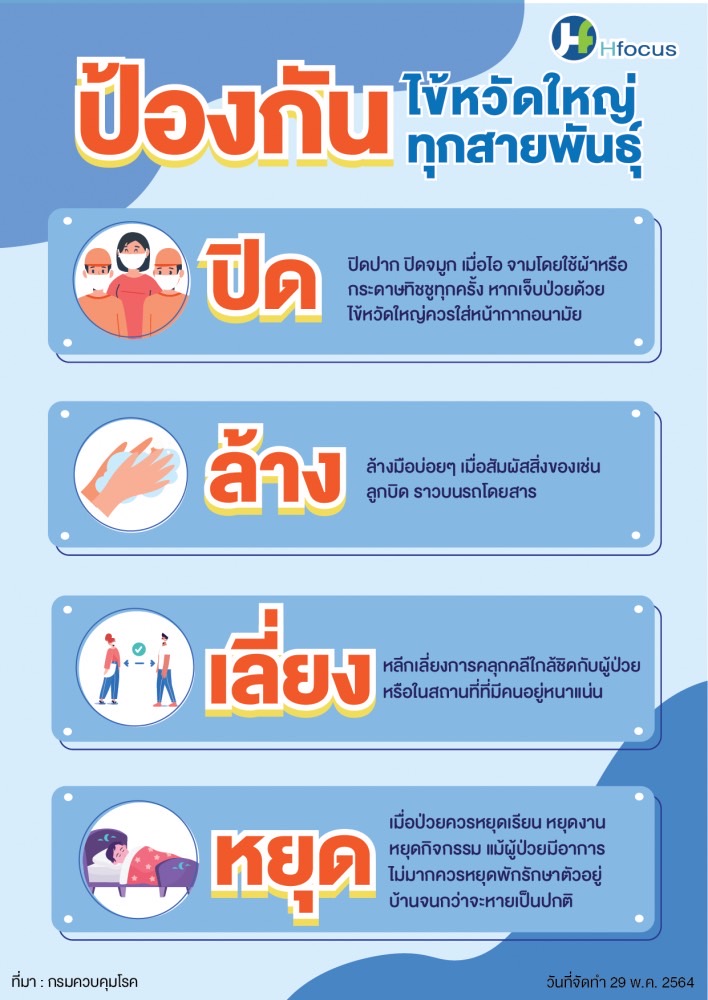 Hfocus
ป้องกัน
ไข้หวัดใหญ่
ทุกสายพันธุ์
ปิด
ปิดปาก ปิดจมูก เมื่อไอ จามโดยใช้ผ้าหรือ
กระดาษทิชชูทุกครั้ง หากเจ็บป่วยด้วย
ไข้หวัดใหญ่ควรใส่หน้ากากอนามัย
ล้าง
ล้างมือบ่อยๆ เมื่อสัมผัสสิ่งของเช่น
ลูกบิด ราวบนรถโดยสาร
เลี่ยง
หลีกเลี่ยงการคลุกคลีใกล้ชิดกับผู้ป่วย
หรือในสถานที่ที่มีคนอยู่หนาแน่น
หยุด
เมื่อป่วยควรหยุดเรียน หยุดงาน
หยุดกิจกรรม แม้ผู้ป่วยมีอาการ
ไม่มากควรหยุดพักรักษาตัวอยู่
บ้านจนกว่าจะหายเป็นปกติ
ที่มา : กรมควบคุมโรค
วันที่จัดทำ 29 พ.ค. 2564